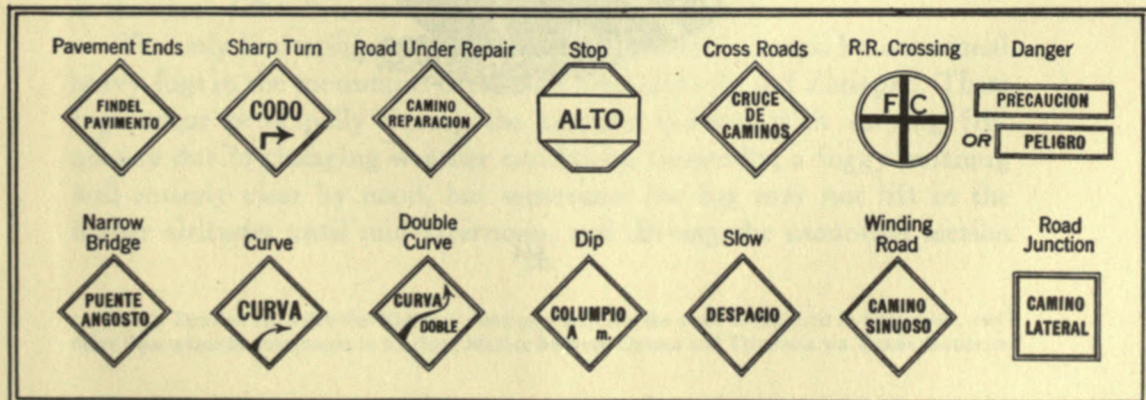 Pavement Ends
FINDEL
PAVIMENTO
Sharp Turn
CODO
Road Under Repair
CAMINO
REPARACION
Stop
ALTO
Cross Roads
CRUCE
DE
CAMINOS
R.R. Crossing
F C
Danger
PRECAUCION
OR
PELIGRO
Narrow
Bridge
PUENTE
ANGOSTO
Curve
CURVA
Double
Curve
CURVA
DOBLE
Dip
COLUMPIO
A m.
Slow
DESPACIO
Winding
Road
CAMINO
SINUOSO
Road
Junction
CAMINO
LATERAL